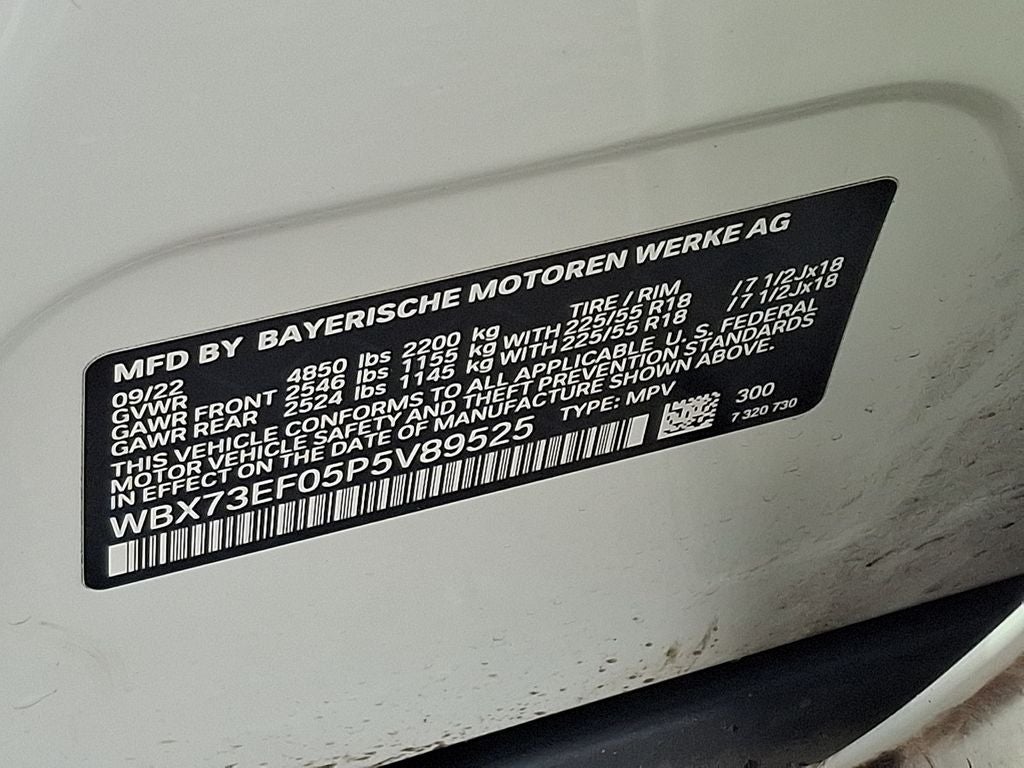 MFD BY BAYERISCHE MOTOREN WERKE AG
09/22 TIRE / RIM
GVWR 4850 lbs 2200 kg
GAWR FRONT 2546 lbs 1155 kg WITH 225/55 R18 / 7 1/2Jx18
GAWR REAR 2524 lbs 1145 kg WITH 225/55 R18 / 7 1/2Jx18
THIS VEHICLE CONFORMS TO ALL APPLICABLE U. S. FEDERAL
MOTOR VEHICLE SAFETY AND THEFT PREVENTION STANDARDS
IN EFFECT ON THE DATE OF MANUFACTURE SHOWN ABOVE.
WBX73EF05P5V89525 TYPE: MPV 300
7 320 730